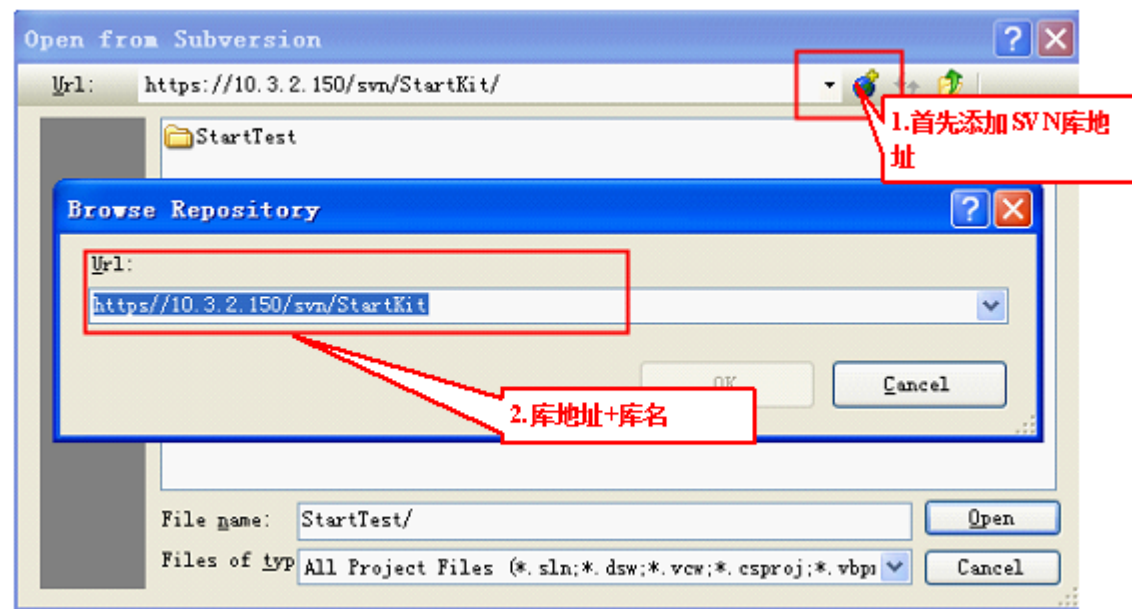 Open from Subversion
Url: https://10.3.2.150/svn/StartKit/
1.首先添加SVN库地
址
StartTest
Browse Repository
Url:
https//10.3.2.150/svn/StartKit
OK Cancel
2.库地址+库名
File name: StartTest/ Open
Files of typ All Project Files (*.sln;*.dsw;*.vcw;*.csproj;*.vbp Cancel